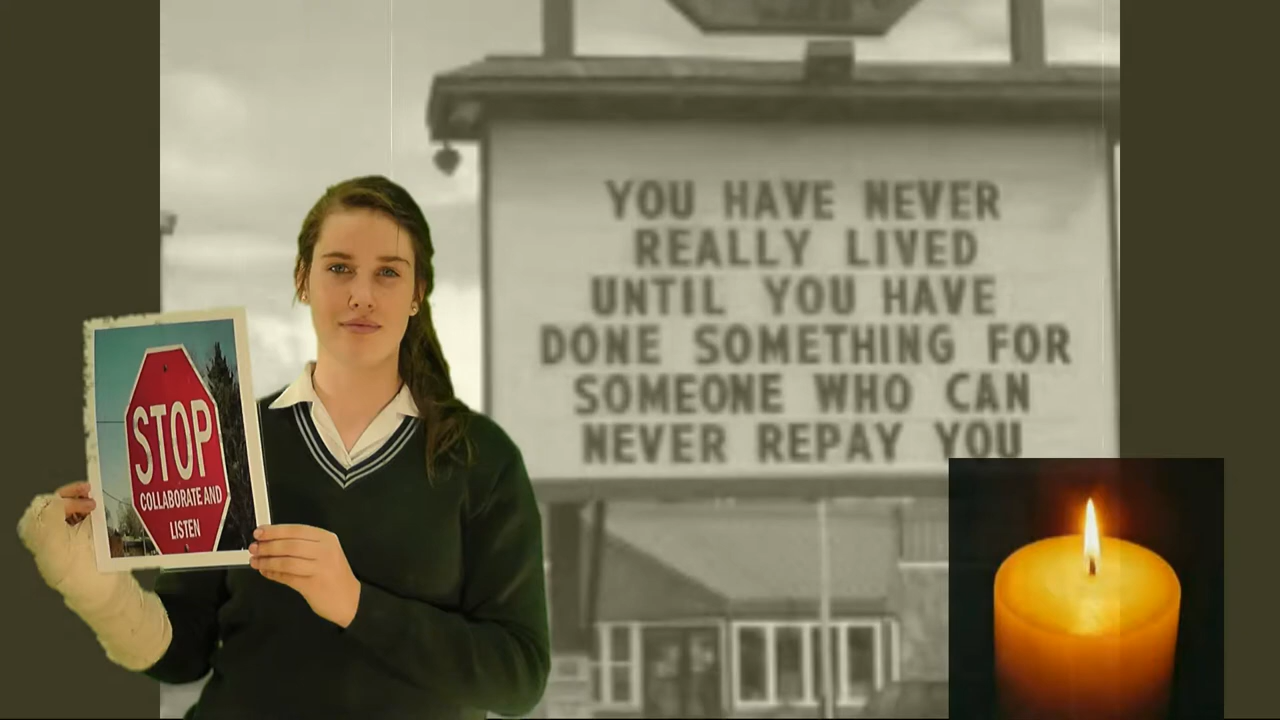 YOU HAVE NEVER
REALLY LIVED
UNTIL YOU HAVE
DONE SOMETHING FOR
SOMEONE WHO CAN
NEVER REPAY YOU
STOP
COLLABORATE AND
LISTEN